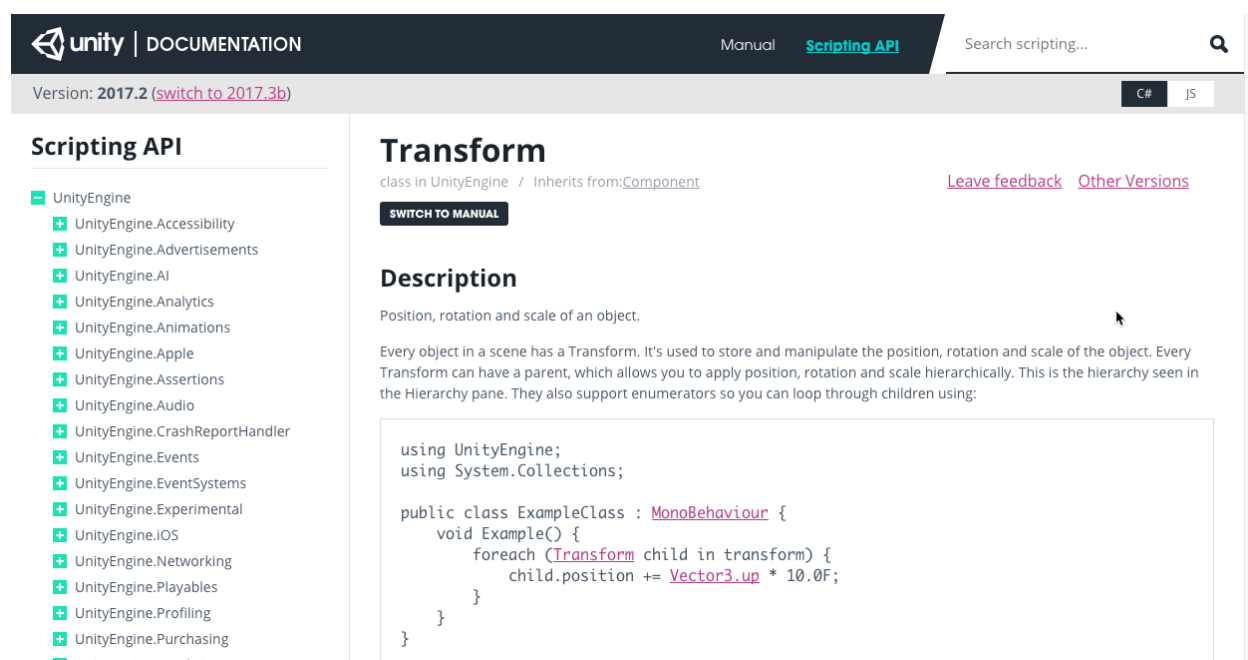 unity | DOCUMENTATION
Manual Scripting API Search scripting...
Version: 2017.2 (switch to 2017.3b)
C# JS
Scripting API
UnityEngine
UnityEngine.Accessibility
UnityEngine.Advertisements
UnityEngine.AI
UnityEngine.Analytics
UnityEngine.Animations
UnityEngine.Apple
UnityEngine.Assertions
UnityEngine.Audio
UnityEngine.CrashReportHandler
UnityEngine.Events
UnityEngine.EventSystems
UnityEngine.Experimental
UnityEngine.iOS
UnityEngine.Networking
UnityEngine.Playables
UnityEngine.Profiling
UnityEngine.Purchasing
Transform
class in UnityEngine / Inherits from:Component
Leave feedback Other Versions
SWITCH TO MANUAL
Description
Position, rotation and scale of an object.
Every object in a scene has a Transform. It's used to store and manipulate the position, rotation and scale of the object. Every
Transform can have a parent, which allows you to apply position, rotation and scale hierarchically. This is the hierarchy seen in
the Hierarchy pane. They also support enumerators so you can loop through children using:
using UnityEngine;
using System.Collections;
public class ExampleClass : MonoBehaviour {
    void Example() {
        foreach (Transform child in transform) {
            child.position += Vector3.up * 10.0F;
        }
    }
}